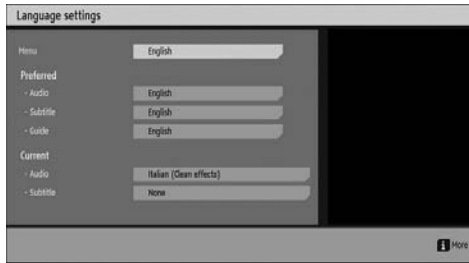 Language settings
Menu English
Preferred
- Audio English
- Subtitle English
- Guide English
Current
- Audio Italian (Clean effects)
- Subtitle None
i More